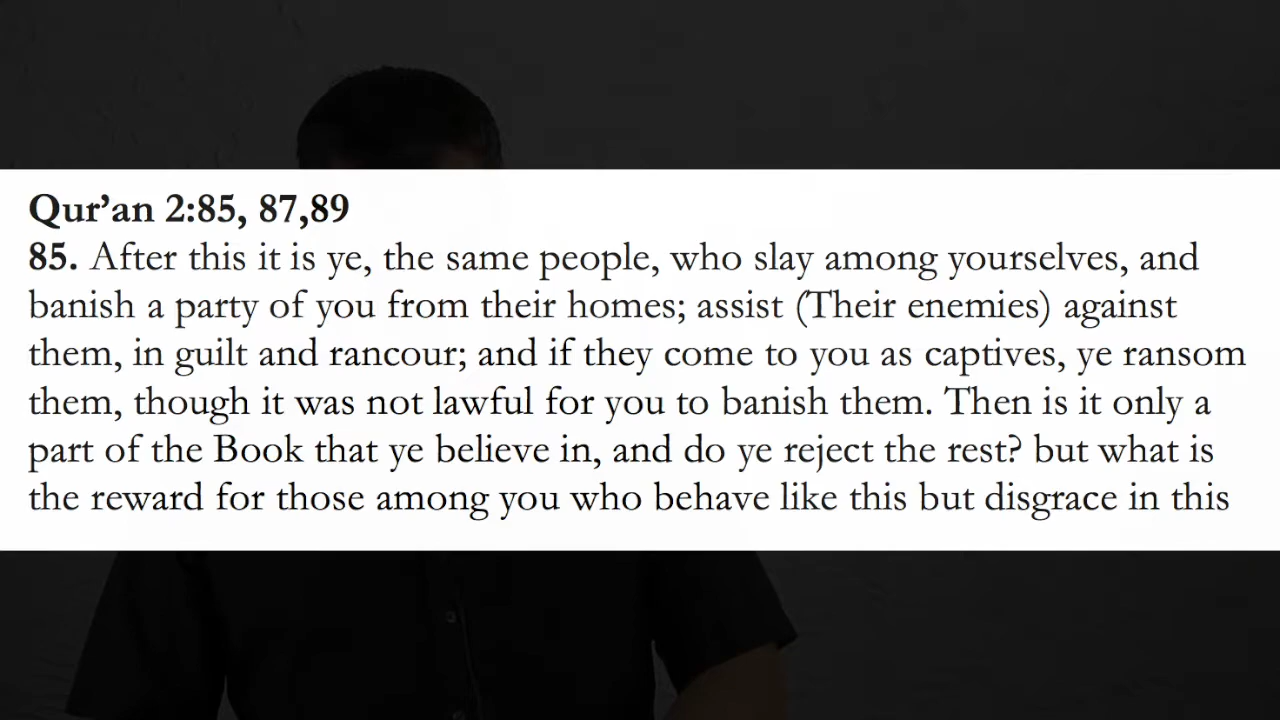 Qur’an 2:85, 87,89
85. After this it is ye, the same people, who slay among yourselves, and
banish a party of you from their homes; assist (Their enemies) against
them, in guilt and rancour; and if they come to you as captives, ye ransom
them, though it was not lawful for you to banish them. Then is it only a
part of the Book that ye believe in, and do ye reject the rest? but what is
the reward for those among you who behave like this but disgrace in this